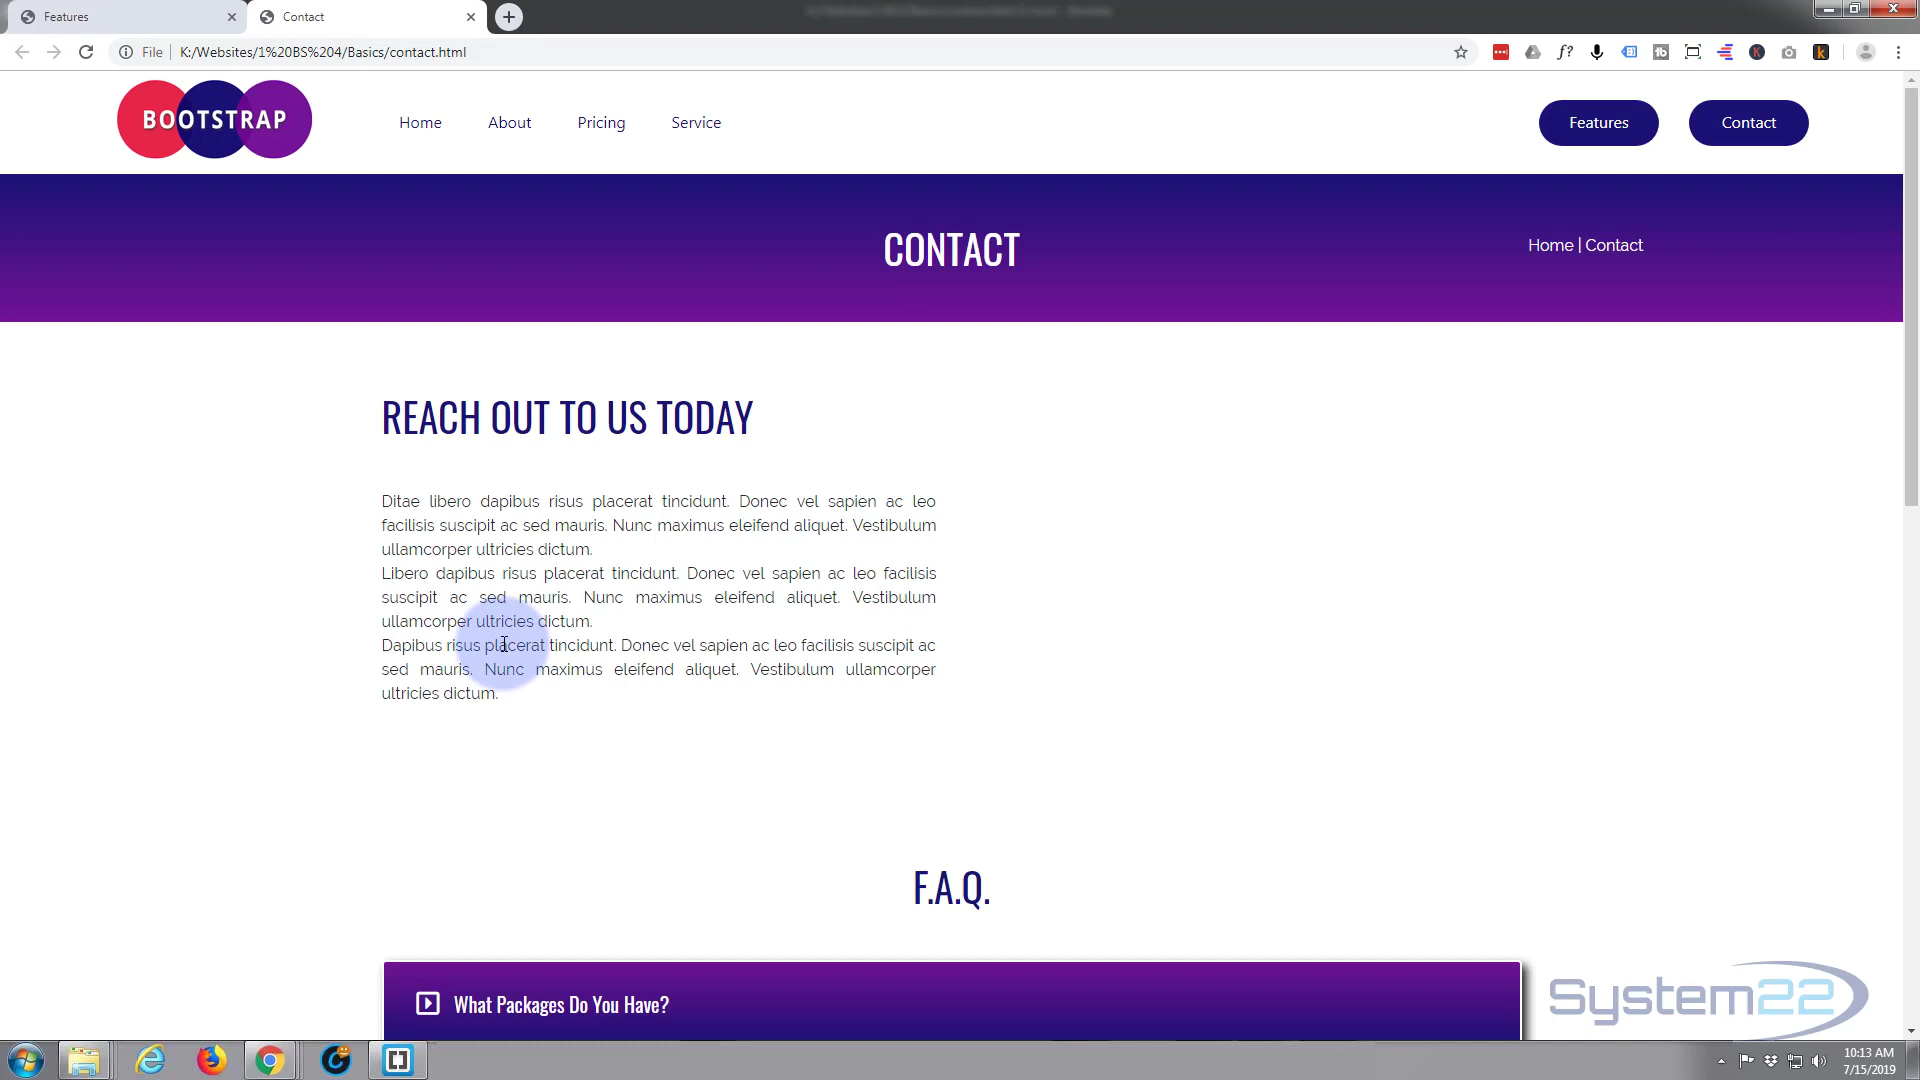 Features
Contact
File
K:/Websites/1%20BS%204/Basics/contact.html
f?
BOOTSTRAP
Home
About
Pricing
Service
Features
Contact
CONTACT
Home | Contact
REACH OUT TO US TODAY
Ditae libero dapibus risus placerat tincidunt. Donec vel sapien ac leo
facilisis suscipit ac sed mauris. Nunc maximus eleifend aliquet. Vestibulum
ullamcorper ultricies dictum.
Libero dapibus risus placerat tincidunt. Donec vel sapien ac leo facilisis
suscipit ac sed mauris. Nunc maximus eleifend aliquet. Vestibulum
ullamcorper ultricies dictum.
Dapibus risus placerat tincidunt. Donec vel sapien ac leo facilisis suscipit ac
sed mauris. Nunc maximus eleifend aliquet. Vestibulum ullamcorper
ultricies dictum.
F.A.Q.
What Packages Do You Have?
System22
10:13 AM
7/15/2019